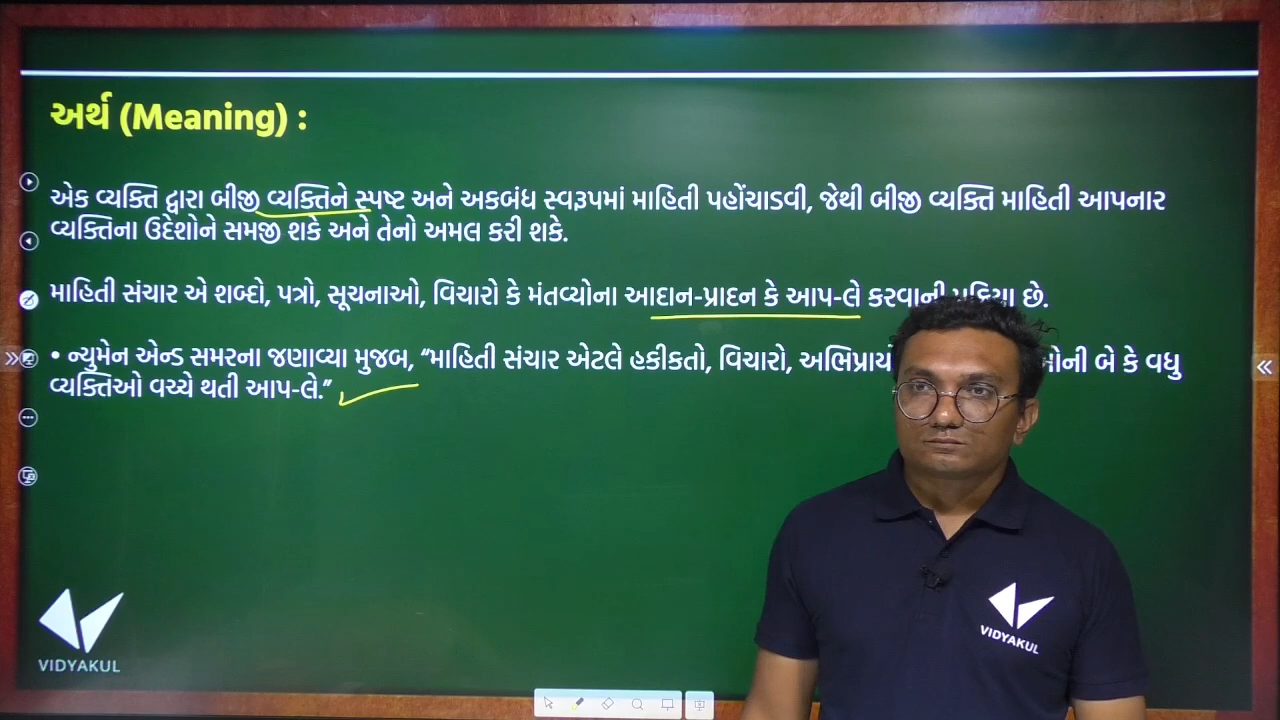 અર્થ (Meaning) :
એક વ્યક્તિ દ્વારા બીજી વ્યક્તિને સ્પષ્ટ અને અકબંધ સ્વરૂપમાં માહિતી પહોંચાડવી, જેથી બીજી વ્યક્તિ માહિતી આપનાર
વ્યક્તિના ઉદેશોને સમજી શકે અને તેનો અમલ કરી શકે.
માહિતી સંચાર એ શબ્દો, પત્રો, સૂચનાઓ, વિચારો કે મંતવ્યોના આદાન-પ્રાદન કે આપ-લે કરવાની છે.
• ન્યુમેન એન્ડ સમરના જણાવ્યા મુજબ, “માહિતી સંચાર એટલે હકીકતો, વિચારો, બે કે વધુ
વ્યક્તિઓ વચ્ચે થતી આપ-લે.”
VIDYAKUL
VIDYAKUL